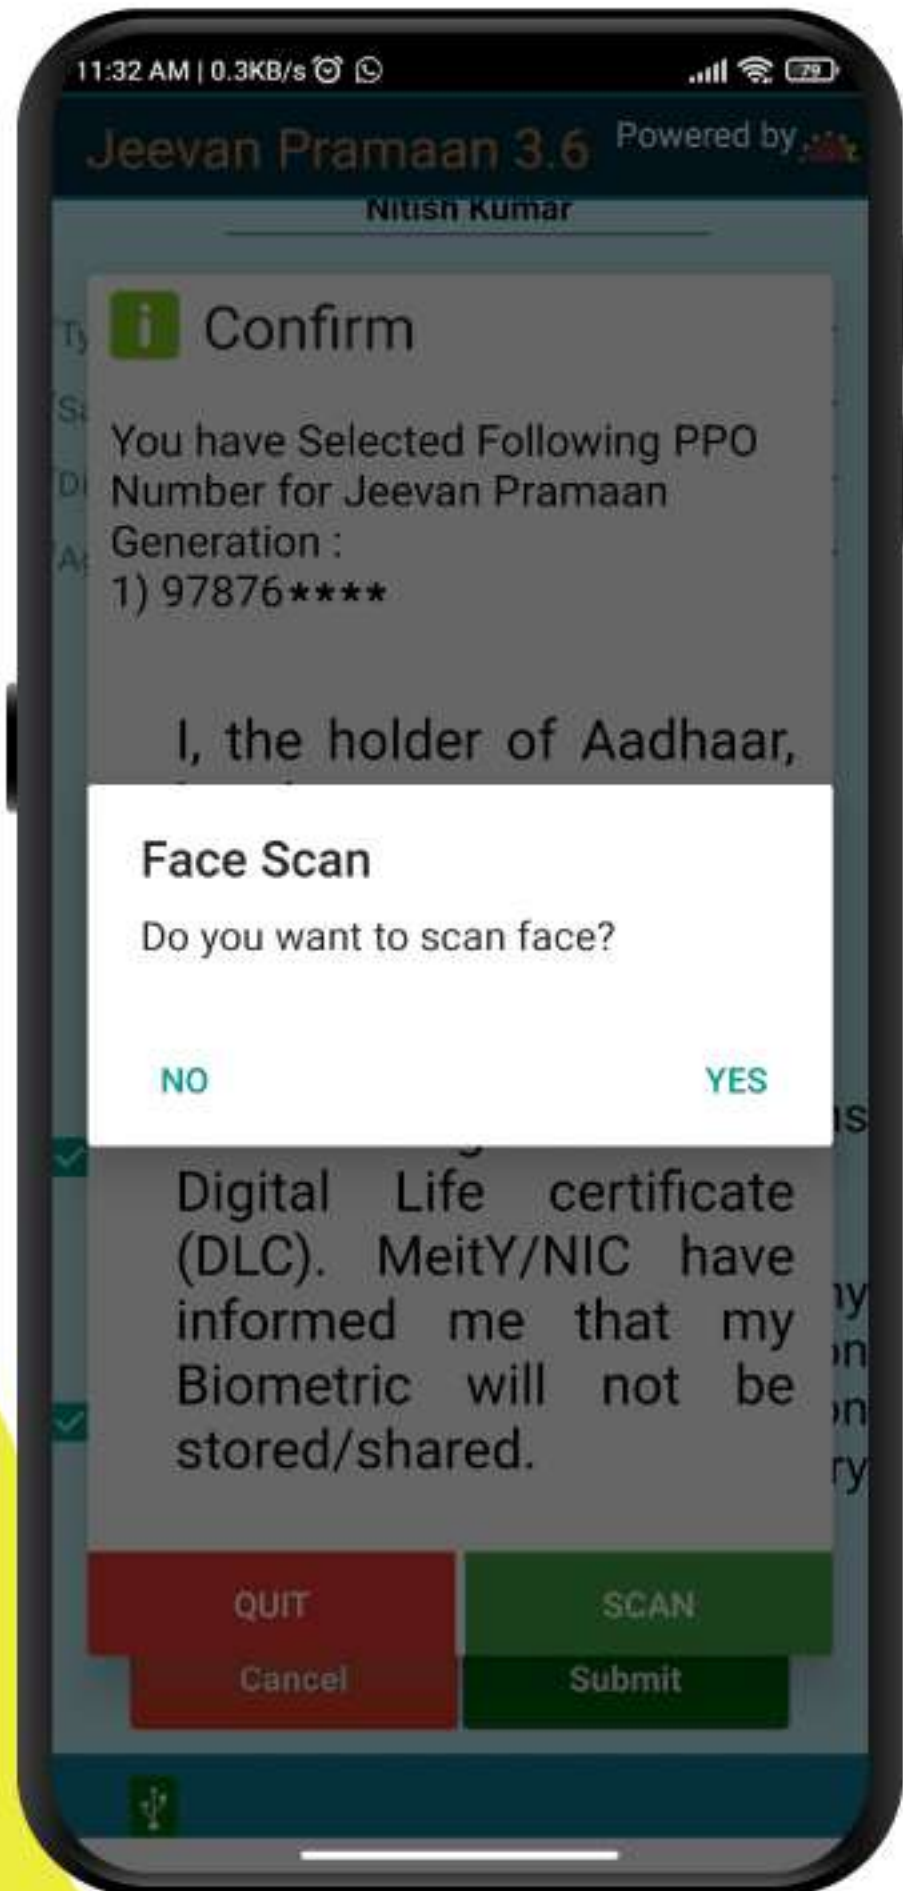 11:32 AM | 0.3KB/s
79
Jeevan Pramaan 3.6 Powered by
Nitish Kumar
Confirm
You have Selected Following PPO
Number for Jeevan Pramaan
Generation :
1) 97876****
I, the holder of Aadhaar,
Face Scan
Do you want to scan face?
NO YES
Digital Life certificate
(DLC). MeitY/NIC have
informed me that my
Biometric will not be
stored/shared.
QUIT SCAN
Cancel Submit